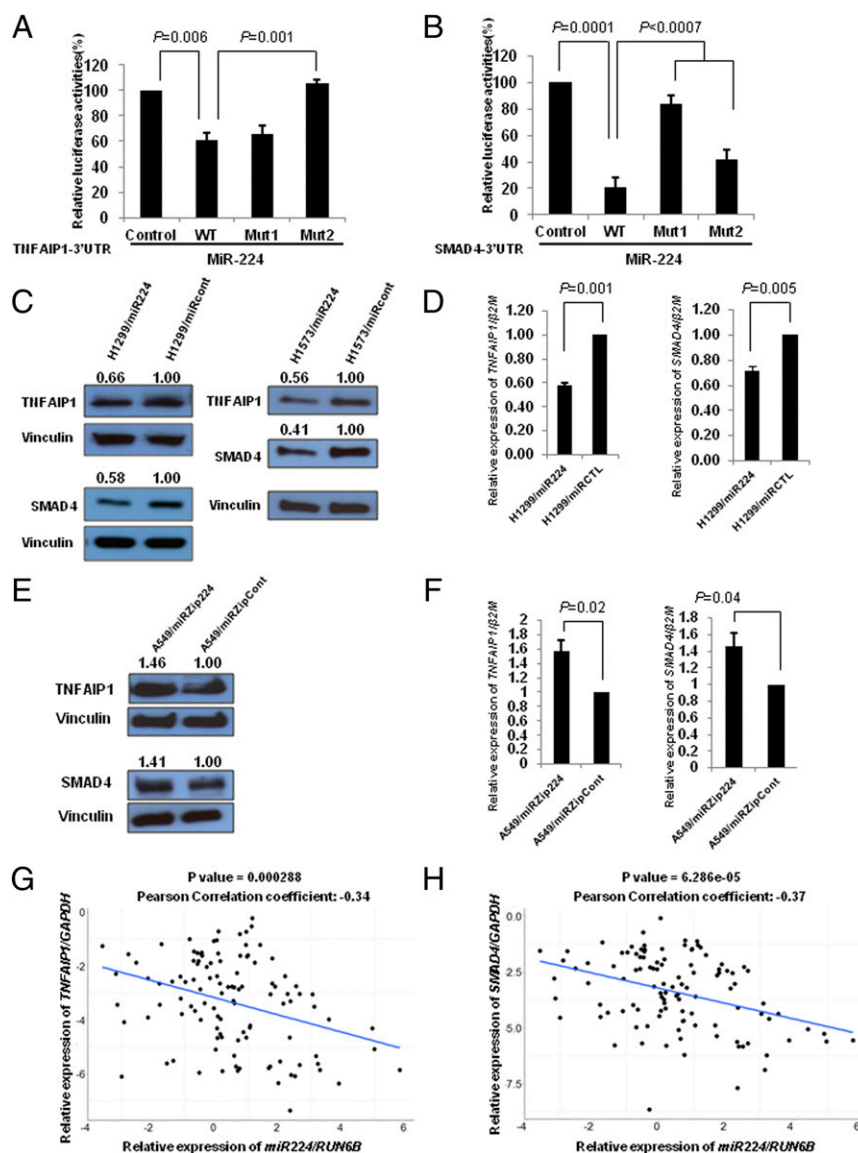 A
P=0.006
P=0.001
Relative luciferase activities(%)
120
100
80
60
40
20
0
Control
WT
Mut1
Mut2
TNFAIP1-3'UTR
MiR-224
B
P=0.0001
P<0.0007
Relative luciferase activities(%)
120
100
80
60
40
20
0
Control
WT
Mut1
Mut2
SMAD4-3'UTR
MiR-224
C
H1299/miR224
H1299/miRcont
0.66
1.00
TNFAIP1
Vinculin
0.58
1.00
SMAD4
Vinculin
H1573/miR224
H1573/miRcont
0.56
1.00
TNFAIP1
0.41
1.00
SMAD4
Vinculin
D
P=0.001
Relative expression of TNFAIP1/β2M
1.20
1.00
0.80
0.60
0.40
0.20
0.00
H1299/miR224
H1299/miRCTL
P=0.005
Relative expression of SMAD4/β2M
1.20
1.00
0.80
0.60
0.40
0.20
0.00
H1299/miR224
H1299/miRCTL
E
A549/miRZip224
A549/miRZipCont
1.46
1.00
TNFAIP1
Vinculin
1.41
1.00
SMAD4
Vinculin
F
P=0.02
Relative expression of TNFAIP1/β2M
2
1.8
1.6
1.4
1.2
1
0.8
0.6
0.4
0.2
0
A549/miRZip224
A549/miRZipCont
P=0.04
Relative expression of SMAD4/β2M
2
1.8
1.6
1.4
1.2
1
0.8
0.6
0.4
0.2
0
A549/miRZip224
A549/miRZipCont
G
P value = 0.000288
Pearson Correlation coefficient: -0.34
Relative expression of TNFAIP1/GAPDH
0
-2
-4
-6
-4
-2
0
2
4
6
Relative expression of miR224/RUN6B
H
P value = 6.286e-05
Pearson Correlation coefficient: -0.37
Relative expression of SMAD4/GAPDH
0.0
-2.5
-5.0
-7.5
-4
-2
0
2
4
6
Relative expression of miR224/RUN6B